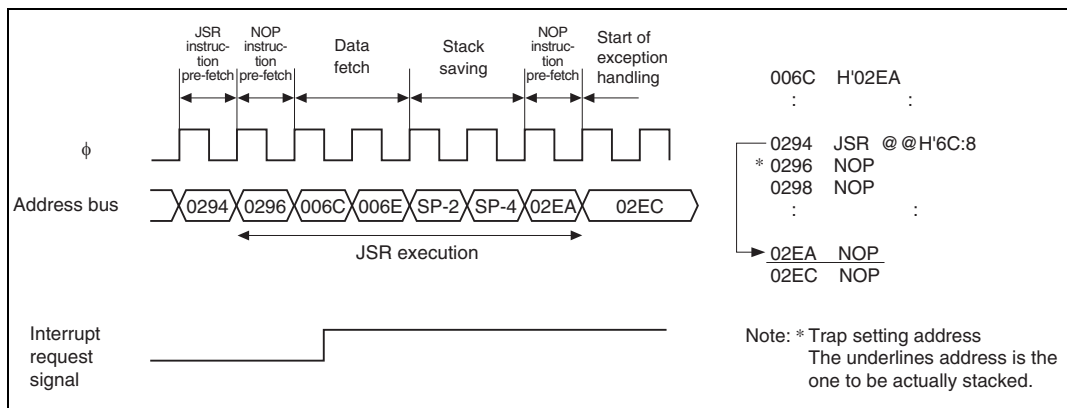 JSR
instruc-
tion
pre-fetch
NOP
instruc-
tion
pre-fetch
Data
fetch
Stack
saving
NOP
instruc-
tion
pre-fetch
Start of
exception
handling
ϕ
Address bus
0294 0296 006C 006E SP-2 SP-4 02EA 02EC
JSR execution
Interrupt
request
signal
006C H'02EA
: :
0294 JSR @@H'6C:8
* 0296 NOP
0298 NOP
: :
02EA NOP
02EC NOP
Note: * Trap setting address
The underlines address is the
one to be actually stacked.